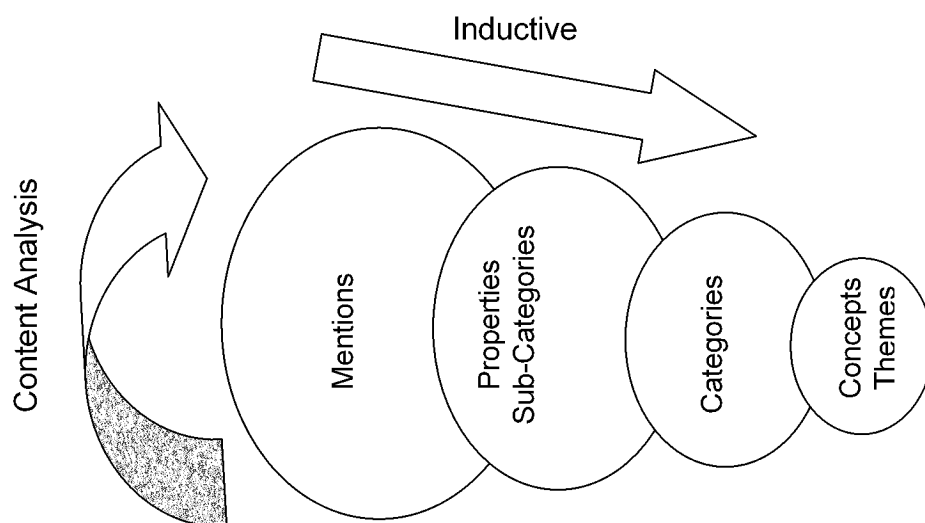 Inductive
Content Analysis
Mentions
Properties
Sub-Categories
Categories
Concepts
Themes